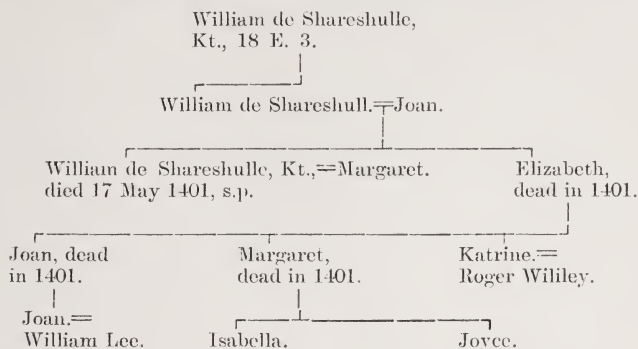 William de Shareshulle,
Kt., 18 E. 3.
William de Shareshull.=Joan.
William de Shareshulle, Kt.,=Margaret.
died 17 May 1401, s.p.
Elizabeth,
dead in 1401.
Joan, dead
in 1401.
Margaret,
dead in 1401.
Katrine.=
Roger Wililey.
Joan.=
William Lee.
Isabella.
Joyce.